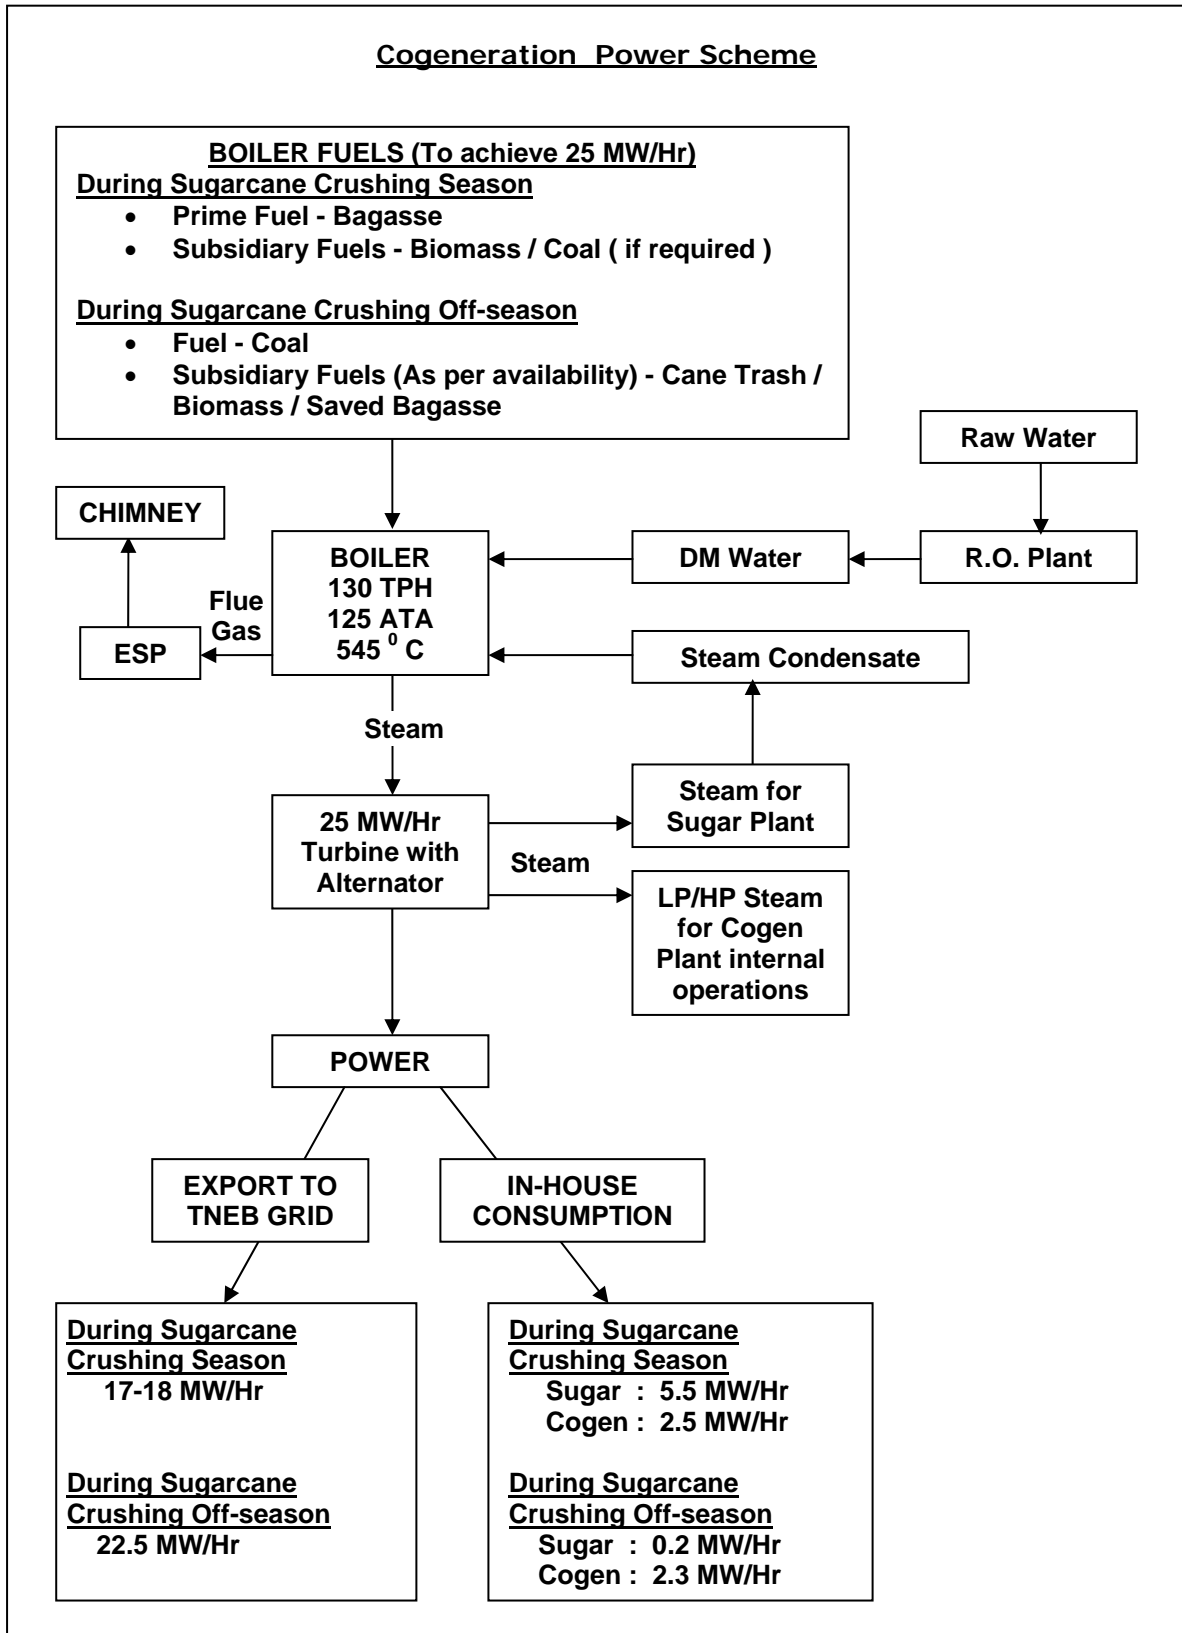 Cogeneration Power Scheme
BOILER FUELS (To achieve 25 MW/Hr)
During Sugarcane Crushing Season
• Prime Fuel - Bagasse
• Subsidiary Fuels - Biomass / Coal ( if required )
During Sugarcane Crushing Off-season
• Fuel - Coal
• Subsidiary Fuels (As per availability) - Cane Trash /
Biomass / Saved Bagasse
Raw Water
CHIMNEY
BOILER
130 TPH
125 ATA
545 ⁰ C
DM Water
R.O. Plant
Flue
Gas
ESP
Steam Condensate
Steam
25 MW/Hr
Turbine with
Alternator
Steam for
Sugar Plant
Steam
LP/HP Steam
for Cogen
Plant internal
operations
POWER
EXPORT TO
TNEB GRID
IN-HOUSE
CONSUMPTION
During Sugarcane
Crushing Season
17-18 MW/Hr
During Sugarcane
Crushing Off-season
22.5 MW/Hr
During Sugarcane
Crushing Season
Sugar : 5.5 MW/Hr
Cogen : 2.5 MW/Hr
During Sugarcane
Crushing Off-season
Sugar : 0.2 MW/Hr
Cogen : 2.3 MW/Hr